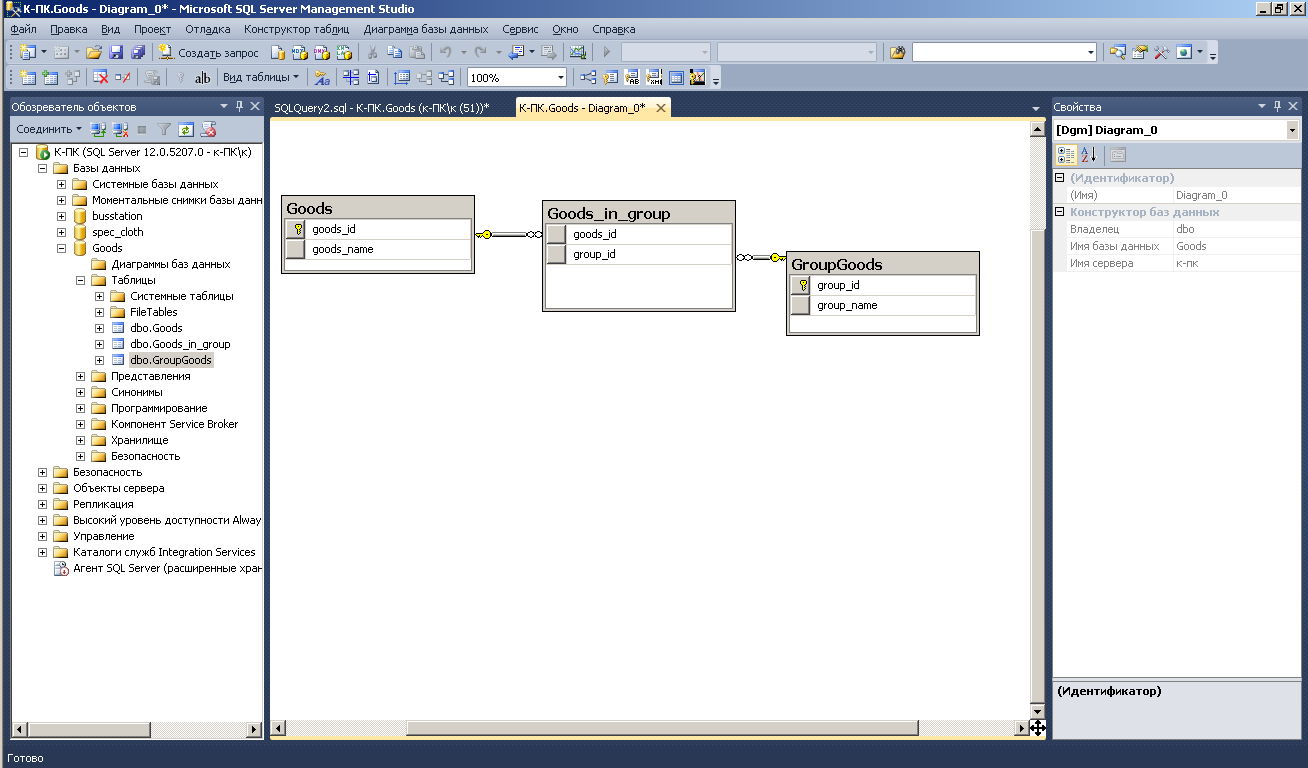 К-ПК.Goods - Diagram_0* - Microsoft SQL Server Management Studio
Файл Правка Вид Проект Отладка Конструктор таблиц Диаграмма базы данных Сервис Окно Справка
Создать запрос
ab Вид таблицы 100%
Обозреватель объектов
Соединить
К-ПК (SQL Server 12.0.5207.0 - к-ПК\к)
Базы данных
Системные базы данных
Моментальные снимки базы данн
busstation
spec_cloth
Goods
Диаграммы баз данных
Таблицы
Системные таблицы
FileTables
dbo.Goods
dbo.Goods_in_group
dbo.GroupGoods
Представления
Синонимы
Программирование
Компонент Service Broker
Хранилище
Безопасность
Безопасность
Объекты сервера
Репликация
Высокий уровень доступности Alway
Управление
Каталоги служб Integration Services
Агент SQL Server (расширенные хран
SQLQuery2.sql - К-ПК.Goods (к-ПК\к (51))*
К-ПК.Goods - Diagram_0*
Goods
goods_id
goods_name
Goods_in_group
goods_id
group_id
GroupGoods
group_id
group_name
Свойства
[Dgm] Diagram_0
(Идентификатор)
(Имя) Diagram_0
Конструктор баз данных
Владелец dbo
Имя базы данных Goods
Имя сервера к-пк
(Идентификатор)
Готово